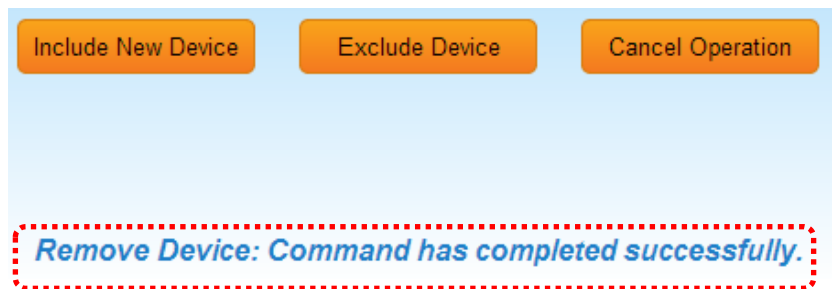 Include New Device Exclude Device Cancel Operation
Remove Device: Command has completed successfully.